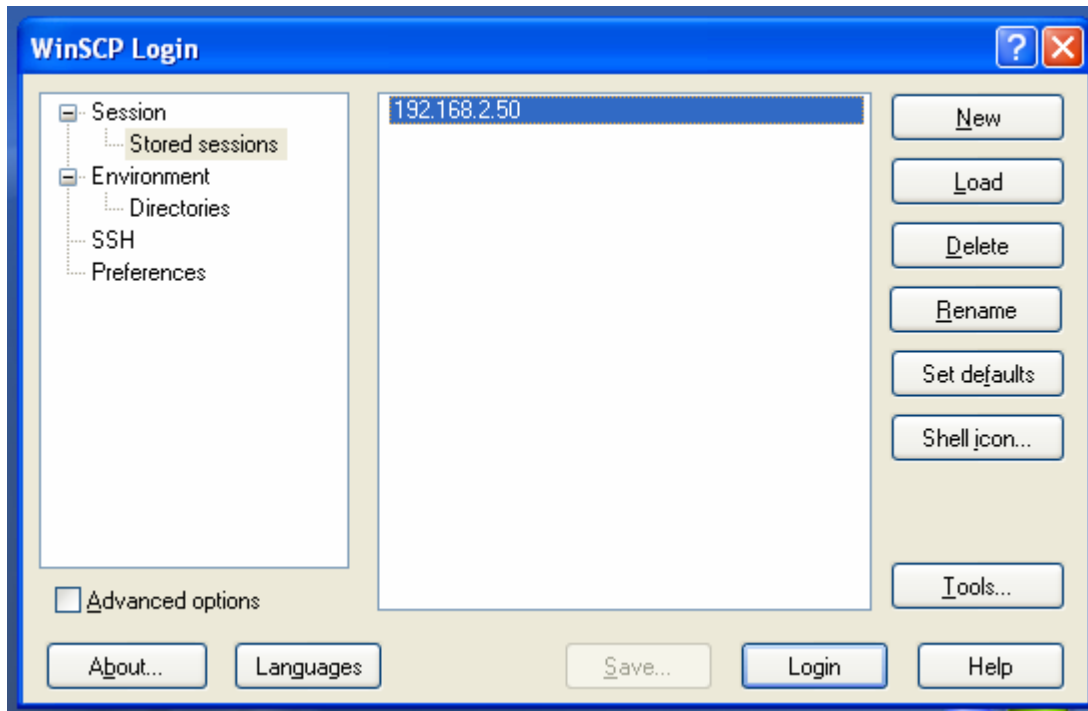 WinSCP Login
Session
Stored sessions
Environment
Directories
SSH
Preferences
192.168.2.50
New
Load
Delete
Rename
Set defaults
Shell icon...
Tools...
Advanced options
About...
Languages
Save...
Login
Help